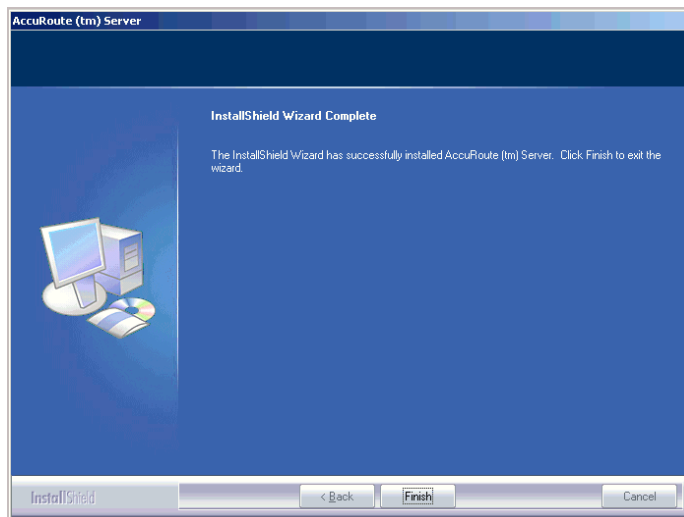 AccuRoute (tm) Server
InstallShield Wizard Complete
The InstallShield Wizard has successfully installed AccuRoute (tm) Server. Click Finish to exit the
wizard.
InstallShield
< Back
Finish
Cancel